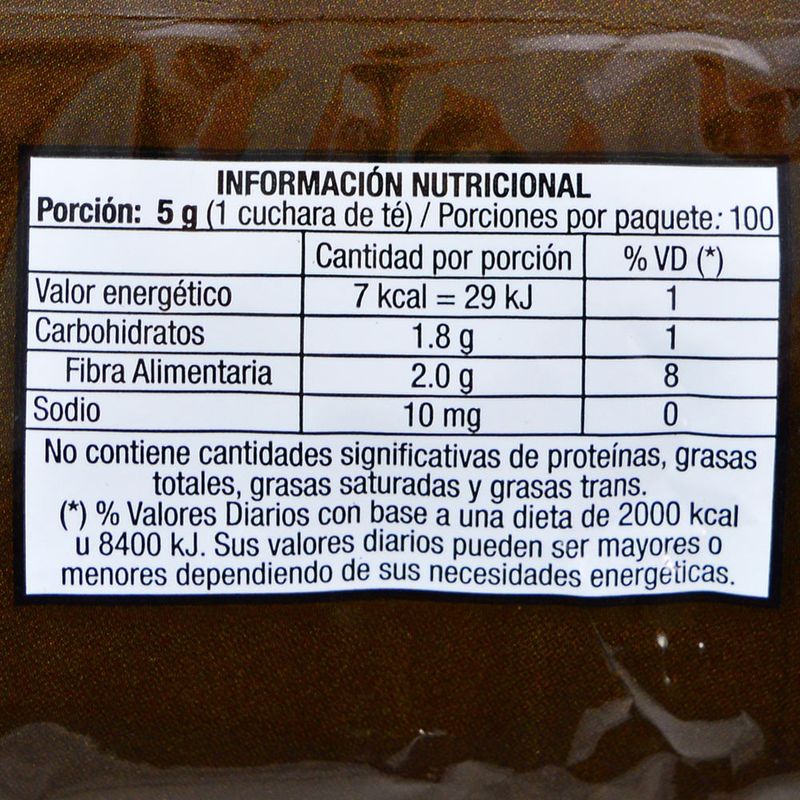 INFORMACIÓN NUTRICIONAL
Porción: 5 g (1 cuchara de té) / Porciones por paquete: 100
Cantidad por porción % VD (*)
Valor energético 7 kcal = 29 kJ 1
Carbohidratos 1.8 g 1
Fibra Alimentaria 2.0 g 8
Sodio 10 mg 0
No contiene cantidades significativas de proteínas, grasas
totales, grasas saturadas y grasas trans.
(*) % Valores Diarios con base a una dieta de 2000 kcal
u 8400 kJ. Sus valores diarios pueden ser mayores o
menores dependiendo de sus necesidades energéticas.